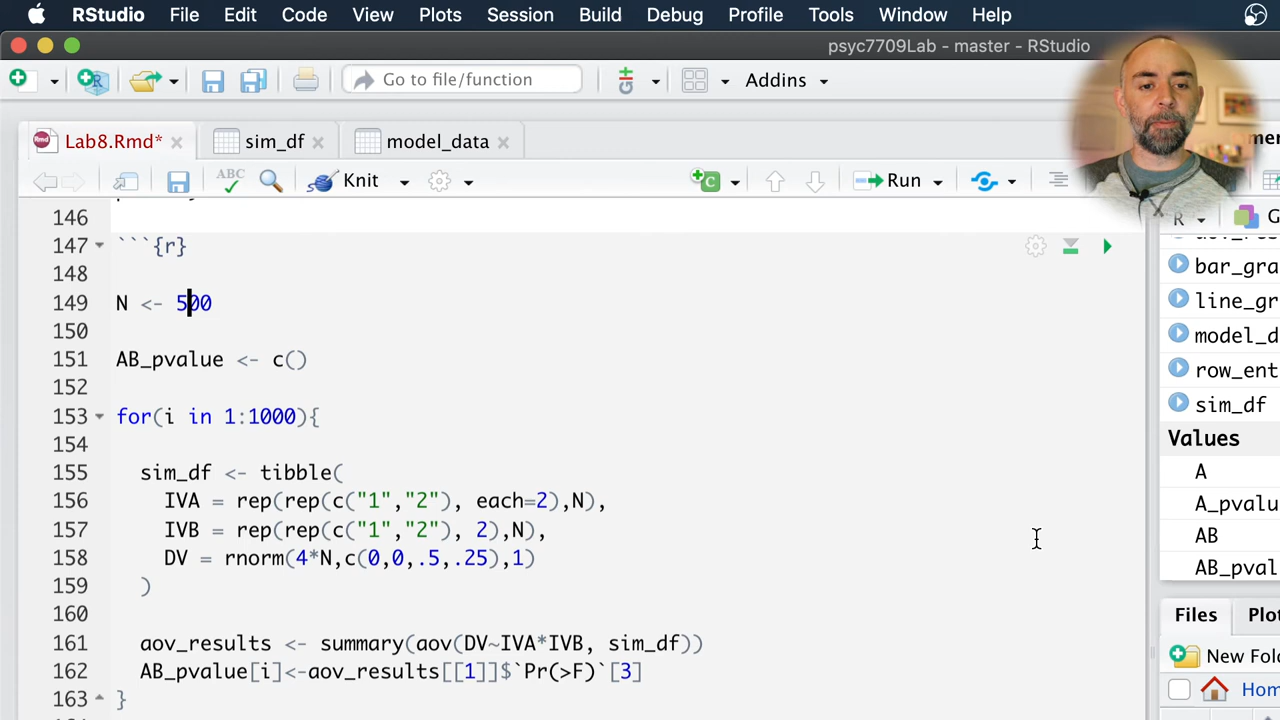 RStudio File Edit Code View Plots Session Build Debug Profile Tools Window Help
psyc7709Lab - master - RStudio
Go to file/function Addins
Lab8.Rmd* sim_df model_data
ABC Knit Run
146
147 ```{r}
148
149 N <- 500
150
151 AB_pvalue <- c()
152
153 for(i in 1:1000){
154
155 sim_df <- tibble(
156 IVA = rep(rep(c("1","2"), each=2),N),
157 IVB = rep(rep(c("1","2"), 2),N),
158 DV = rnorm(4*N,c(0,0,.5,.25),1)
159 )
160
161 aov_results <- summary(aov(DV~IVA*IVB, sim_df))
162 AB_pvalue[i]<-aov_results[[1]]$`Pr(>F)`[3]
163 }
R G
bar_gra
line_gr
model_d
row_ent
sim_df
Values
A
A_pvalu
AB
AB_pval
Files Plo
New Fol
Hom